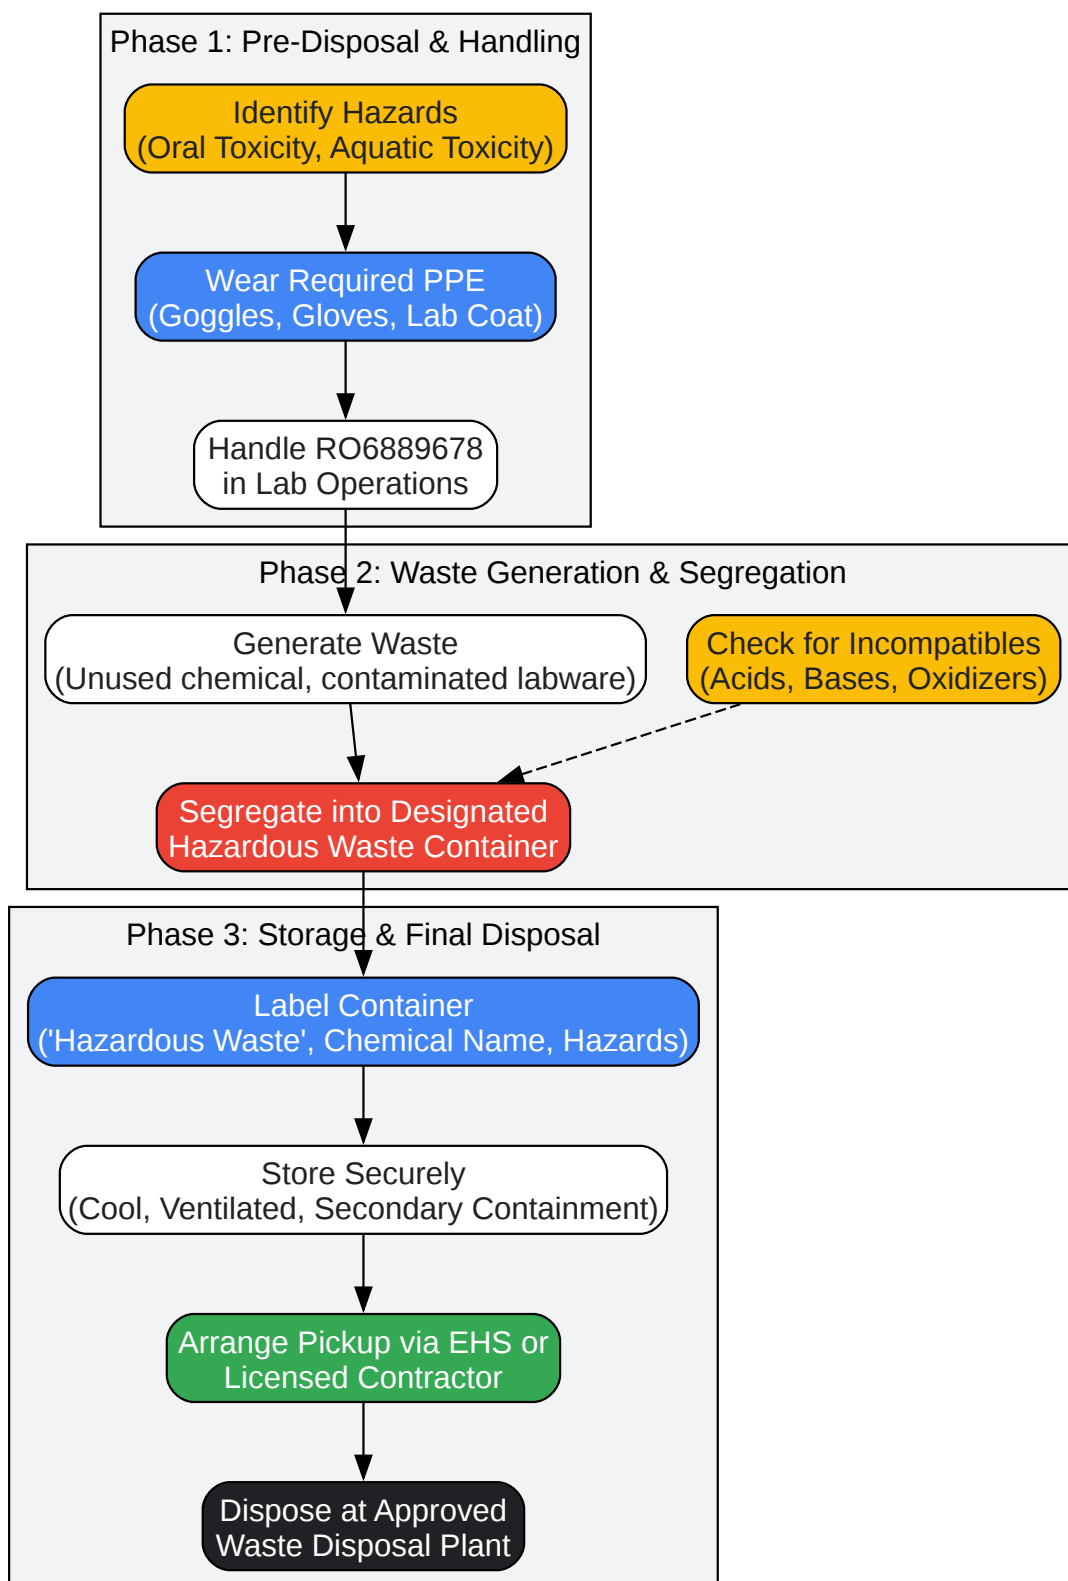 Phase 1: Pre-Disposal & Handling
Identify Hazards
(Oral Toxicity, Aquatic Toxicity)
Wear Required PPE
(Goggles, Gloves, Lab Coat)
Handle RO6889678
in Lab Operations
Phase 2: Waste Generation & Segregation
Generate Waste
(Unused chemical, contaminated labware)
Check for Incompatibles
(Acids, Bases, Oxidizers)
Segregate into Designated
Hazardous Waste Container
Phase 3: Storage & Final Disposal
Label Container
('Hazardous Waste', Chemical Name, Hazards)
Store Securely
(Cool, Ventilated, Secondary Containment)
Arrange Pickup via EHS or
Licensed Contractor
Dispose at Approved
Waste Disposal Plant